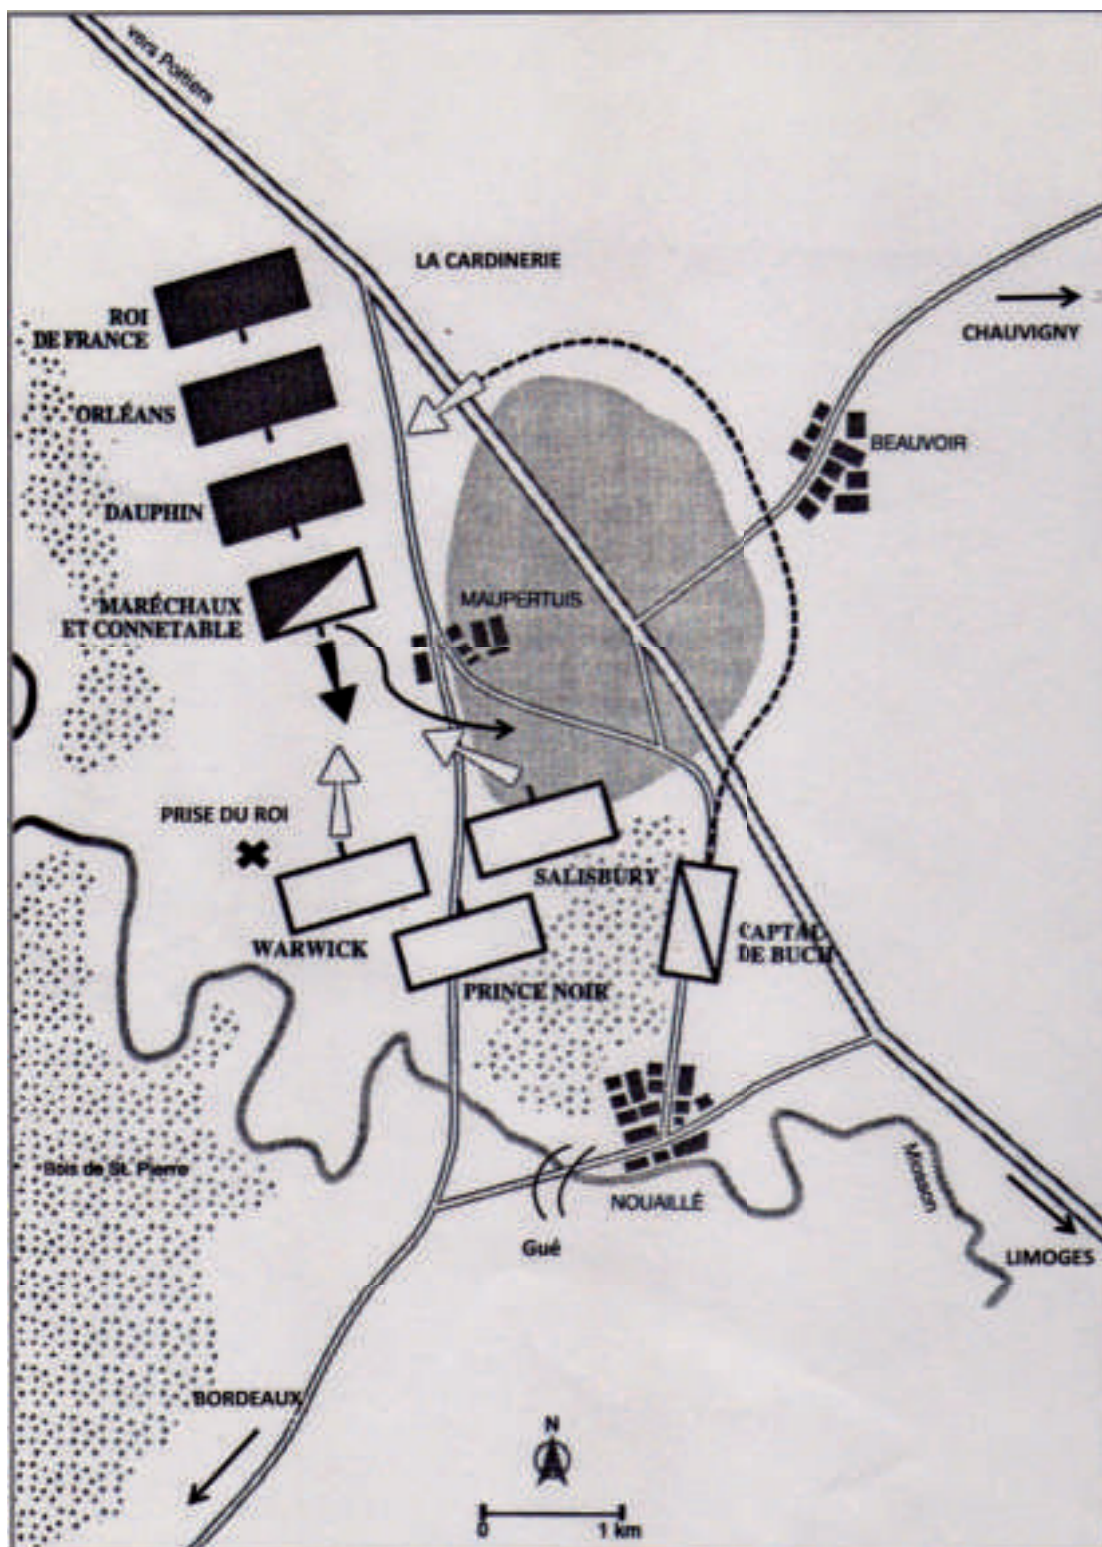 vers Poitiers
LA CARDINERIE
ROI
DE FRANCE
CHAUVIGNY
ORLÉANS
BEAUVOIR
DAUPHIN
MAUPERTUIS
MARÉCHAUX
ET CONNETABLE
PRISE DU ROI
SALISBURY
WARWICK
CAPTAL
DE BUCH
PRINCE NOIR
Bois de St. Pierre
NOUAILLÉ
Miosson
Gué
LIMOGES
BORDEAUX
N
0 1 km